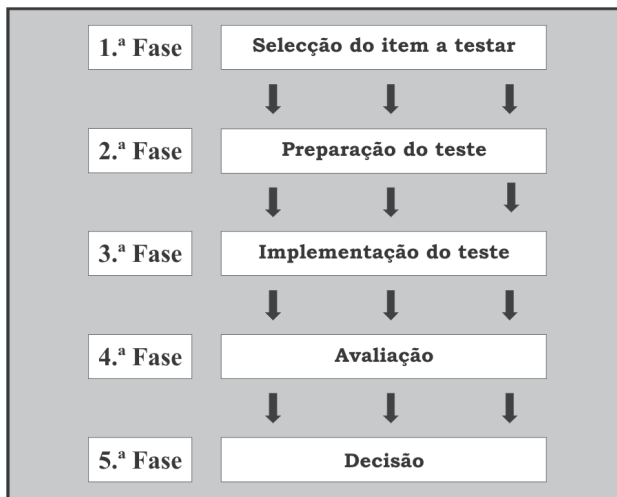 1.ª Fase Selecção do item a testar
2.ª Fase Preparação do teste
3.ª Fase Implementação do teste
4.ª Fase Avaliação
5.ª Fase Decisão